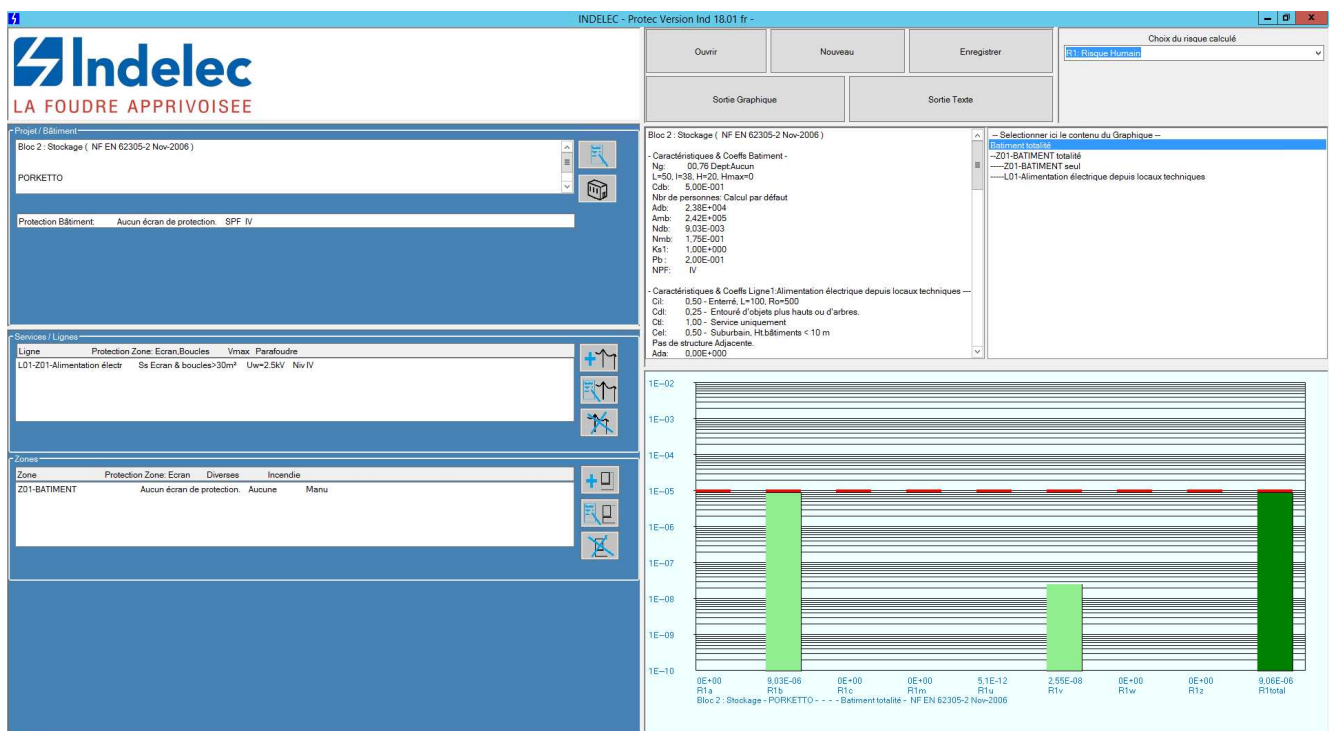 INDELEC - Protec Version Ind 18.01 fr -
Indelec
LA FOUDRE APPRIVOISEE
Ouvrir
Nouveau
Enregistrer
Sortie Graphique
Sortie Texte
Choix du risque calculé
R1: Risque Humain
Projet / Bâtiment
Bloc 2 : Stockage ( NF EN 62305-2 Nov-2006 )
PORKETTO
Protection Bâtiment: Aucun écran de protection. SPF IV
Services / Lignes
Ligne Protection Zone: Ecran,Boucles Vmax Parafoudre
L01-Z01-Alimentation électr Ss Ecran & boucles>30m² Uw=2.5kV Niv IV
Zones
Zone Protection Zone: Ecran Diverses Incendie
Z01-BATIMENT Aucun écran de protection. Aucune Manu
Bloc 2 : Stockage ( NF EN 62305-2 Nov-2006 )
- Caractéristiques & Coeffs Batiment -
Ng: 00,76 Dept:Aucun
L=50, l=38, H=20, Hmax=0
Cdb: 5,00E-001
Nbr de personnes: Calcul par défaut
Adb: 2,38E+004
Amb: 2,42E+005
Ndb: 9,03E-003
Nmb: 1,75E-001
Ks1: 1,00E+000
Pb : 2,00E-001
NPF: IV
- Caractéristiques & Coeffs Ligne1:Alimentation électrique depuis locaux techniques ---
Cil: 0,50 - Enterré, L=100, Ro=500
Cdl: 0,25 - Entouré d'objets plus hauts ou d'arbres.
Ctl: 1,00 - Service uniquement
Cel: 0,50 - Suburbain, Ht.bâtiments < 10 m
Pas de structure Adjacente.
Ada: 0,00E+000
-- Selectionner ici le contenu du Graphique --
Batiment totalité
--Z01-BATIMENT totalité
-----Z01-BATIMENT seul
-----L01-Alimentation électrique depuis locaux techniques
1E-02
1E-03
1E-04
1E-05
1E-06
1E-07
1E-08
1E-09
1E-10
0E+00 9,03E-06 0E+00 0E+00 5,1E-12 2,55E-08 0E+00 0E+00 9,06E-06
R1a R1b R1c R1m R1u R1v R1w R1z R1total
Bloc 2 : Stockage - PORKETTO - - - - Batiment totalité - NF EN 62305-2 Nov-2006